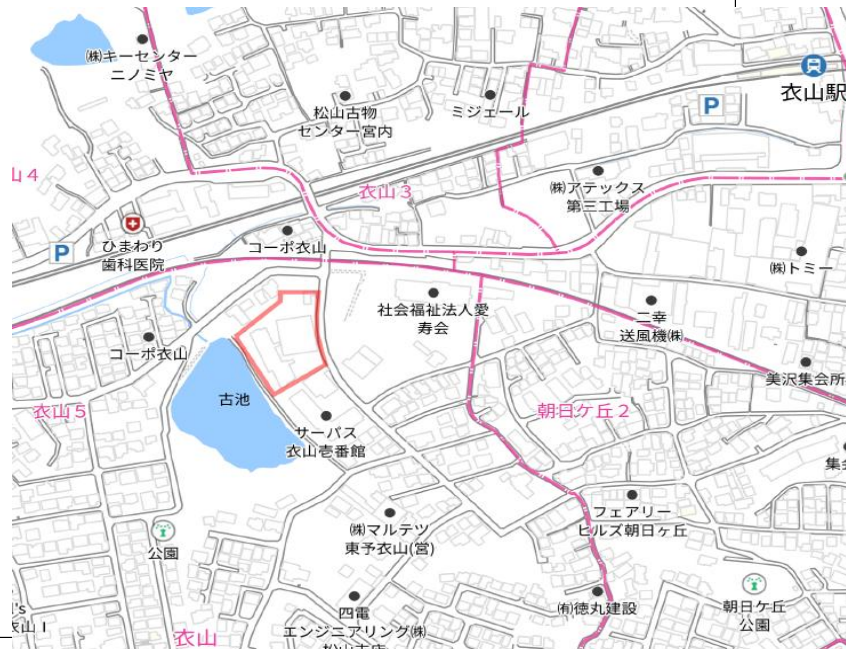 (株)キーセンター
ニノミヤ
松山古物
センター宮内
ミジェール
P
衣山駅
山4
衣山3
(株)アテックス
第三工場
ひまわり
歯科医院
P
コーポ衣山
(株)トミー
社会福祉法人愛
寿会
二幸
送風機(株)
コーポ衣山
美沢集会所
古池
衣山5
朝日ケ丘2
サーパス
衣山壱番館
集会
フェアリー
ヒルズ朝日ヶ丘
(株)マルテツ
東予衣山(営)
公園
(有)徳丸建設
朝日ケ丘
公園
四電
エンジニアリング(株)
松山支店
's
衣山 I
衣山